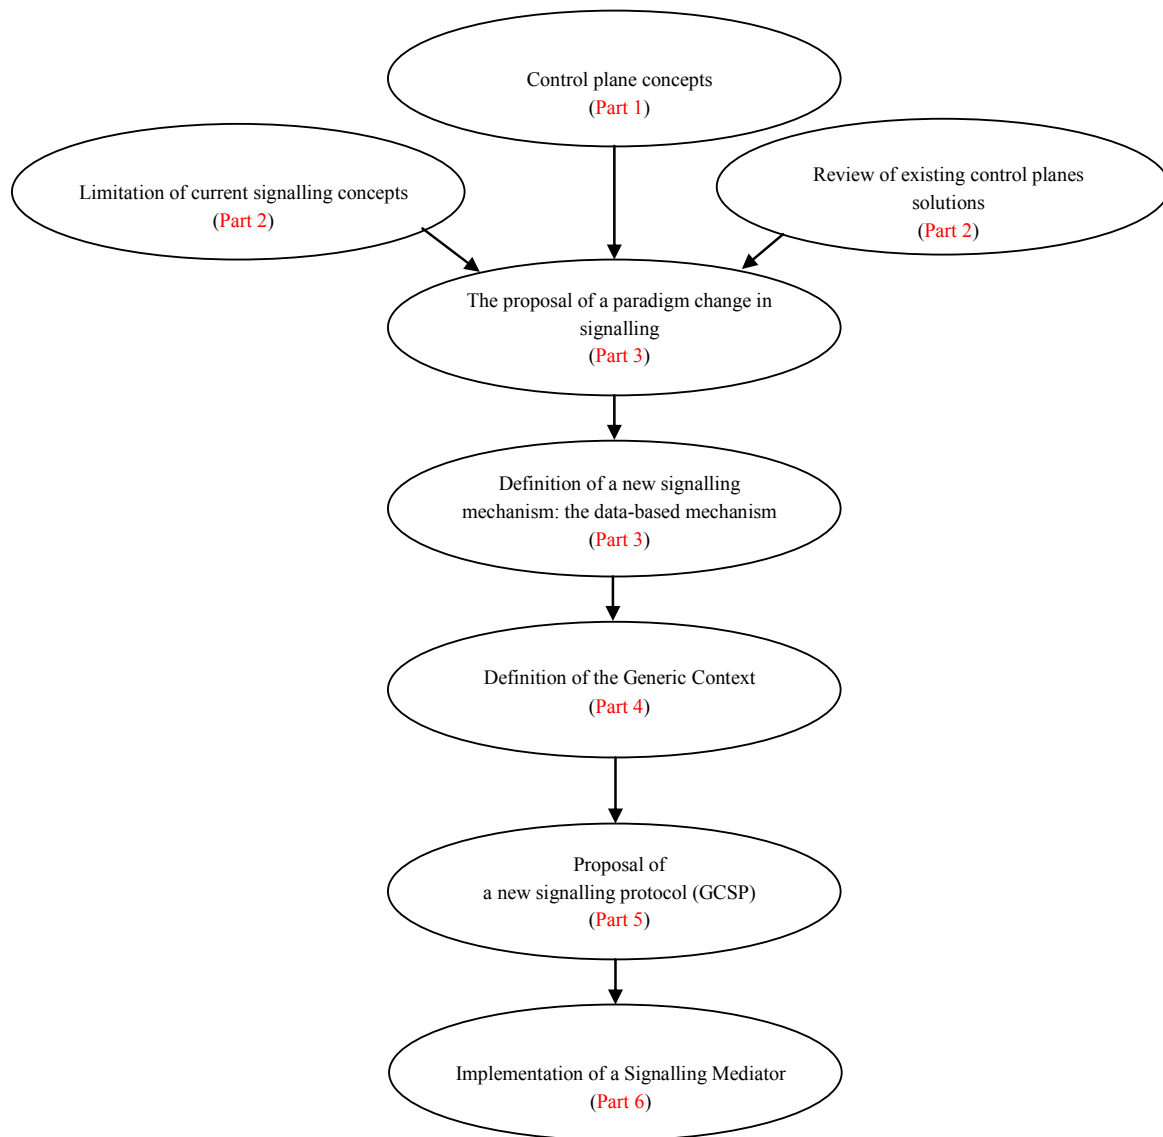 Control plane concepts
(Part 1)
Limitation of current signalling concepts
(Part 2)
Review of existing control planes
solutions
(Part 2)
The proposal of a paradigm change in
signalling
(Part 3)
Definition of a new signalling
mechanism: the data-based mechanism
(Part 3)
Definition of the Generic Context
(Part 4)
Proposal of
a new signalling protocol (GCSP)
(Part 5)
Implementation of a Signalling Mediator
(Part 6)